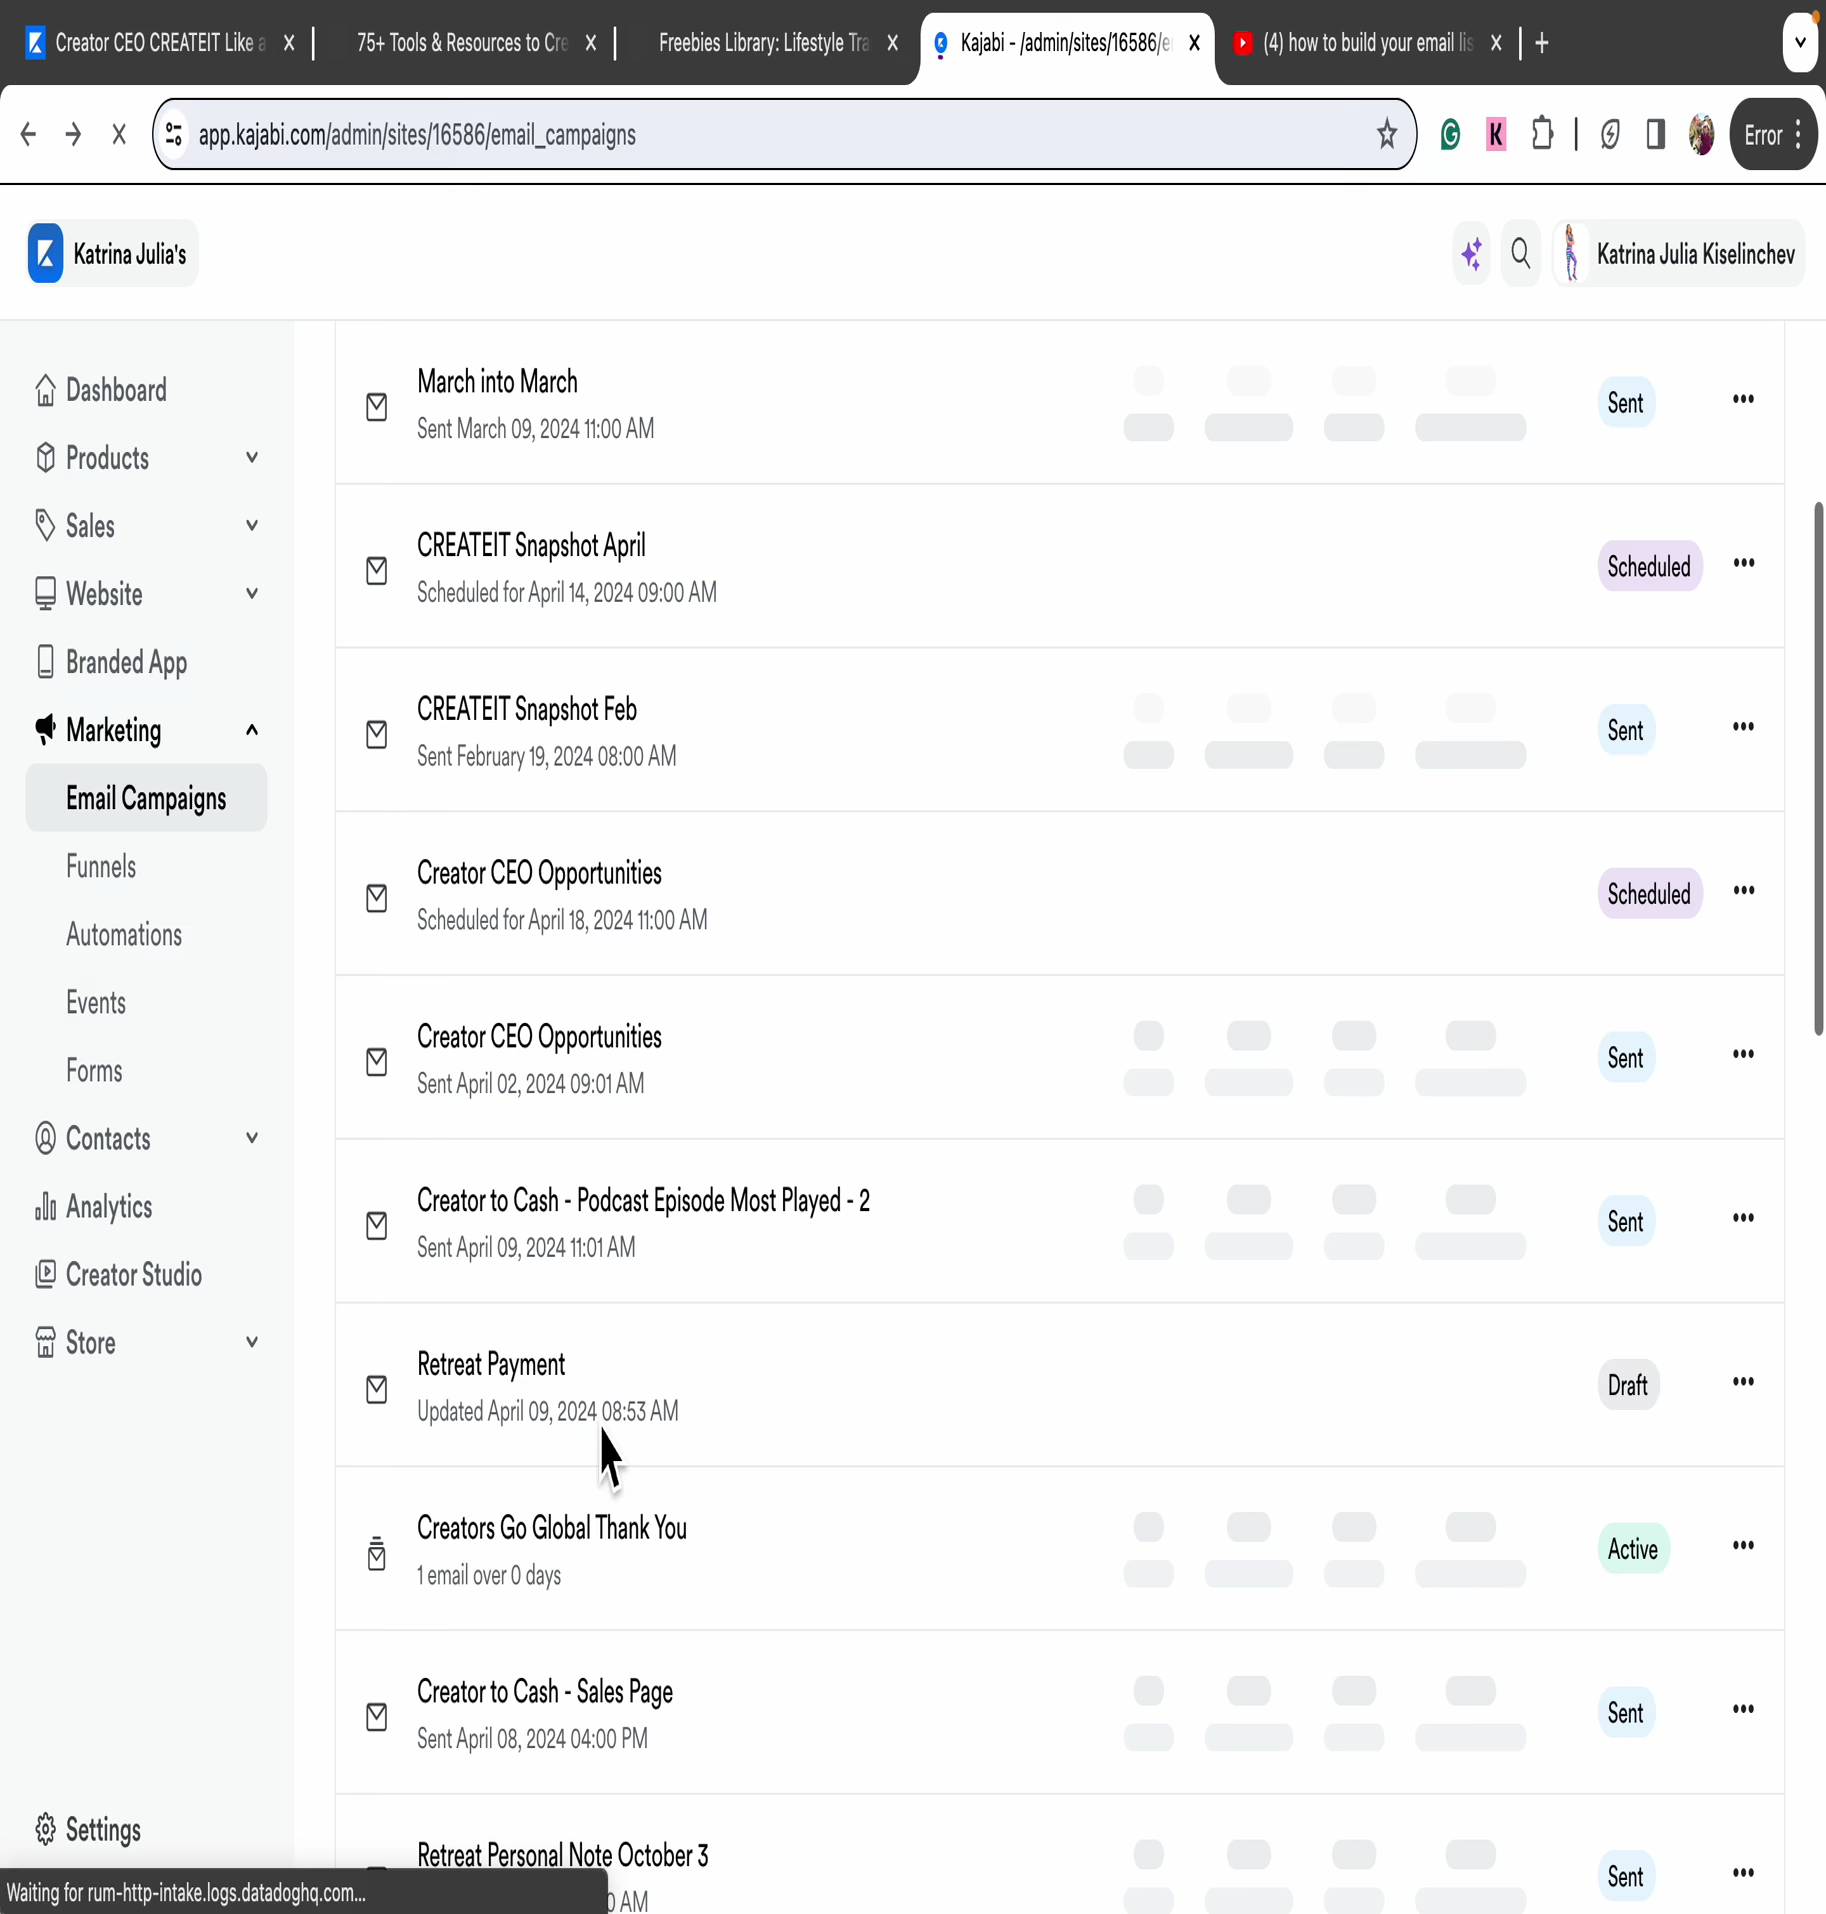 Creator CEO CREATEIT Like a
75+ Tools & Resources to Cre
Freebies Library: Lifestyle Tra
Kajabi - /admin/sites/16586/e
(4) how to build your email lis
app.kajabi.com/admin/sites/16586/email_campaigns
Error
Katrina Julia's
Katrina Julia Kiselinchev
Dashboard
Products
Sales
Website
Branded App
Marketing
Email Campaigns
Funnels
Automations
Events
Forms
Contacts
Analytics
Creator Studio
Store
Settings
March into March
Sent March 09, 2024 11:00 AM
Sent
CREATEIT Snapshot April
Scheduled for April 14, 2024 09:00 AM
Scheduled
CREATEIT Snapshot Feb
Sent February 19, 2024 08:00 AM
Sent
Creator CEO Opportunities
Scheduled for April 18, 2024 11:00 AM
Scheduled
Creator CEO Opportunities
Sent April 02, 2024 09:01 AM
Sent
Creator to Cash - Podcast Episode Most Played - 2
Sent April 09, 2024 11:01 AM
Sent
Retreat Payment
Updated April 09, 2024 08:53 AM
Draft
Creators Go Global Thank You
1 email over 0 days
Active
Creator to Cash - Sales Page
Sent April 08, 2024 04:00 PM
Sent
Retreat Personal Note October 3
AM
Sent
Waiting for rum-http-intake.logs.datadoghq.com...